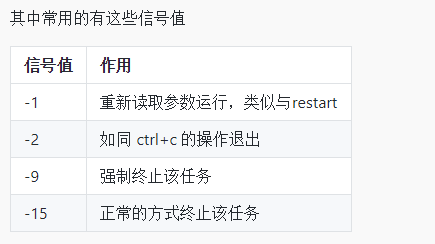 其中常用的有这些信号值
信号值 作用
-1 重新读取参数运行，类似与restart
-2 如同 ctrl+c 的操作退出
-9 强制终止该任务
-15 正常的方式终止该任务